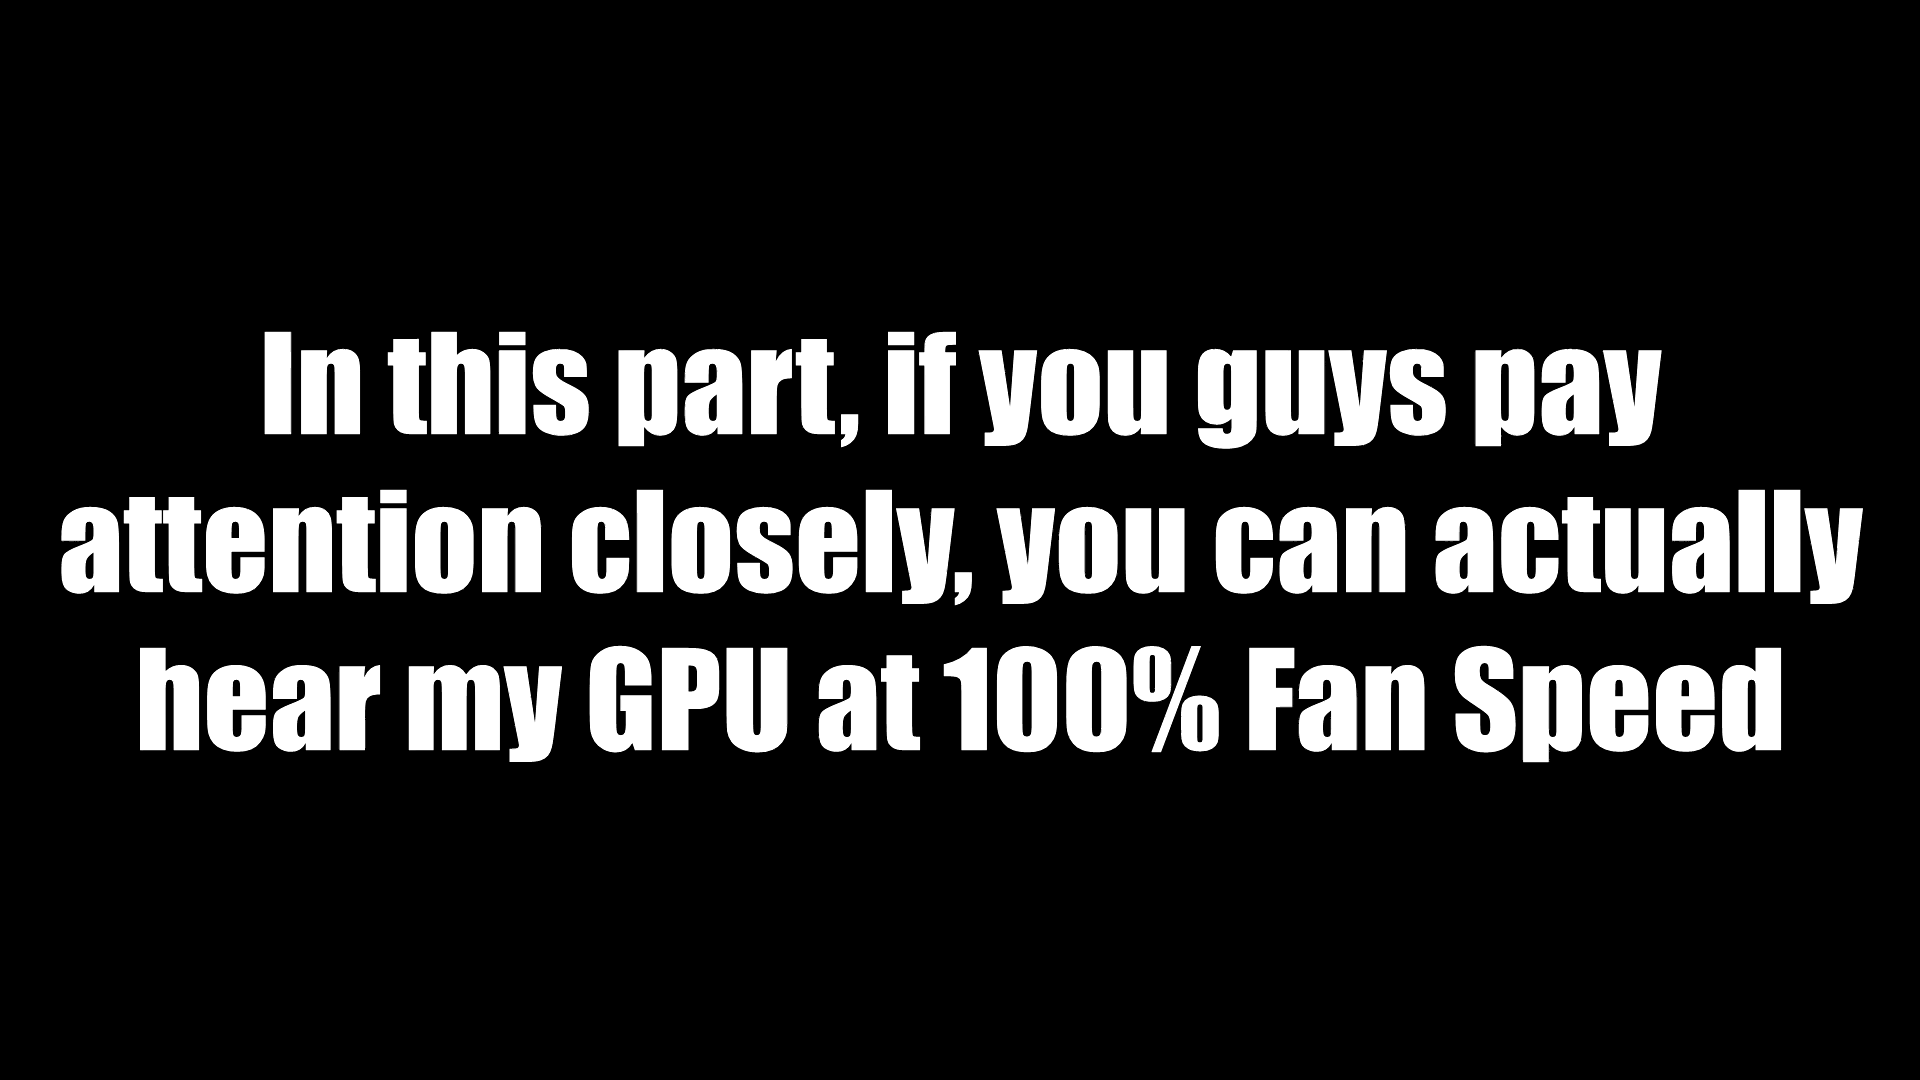 In this part, if you guys pay
attention closely, you can actually
hear my GPU at 100% Fan Speed